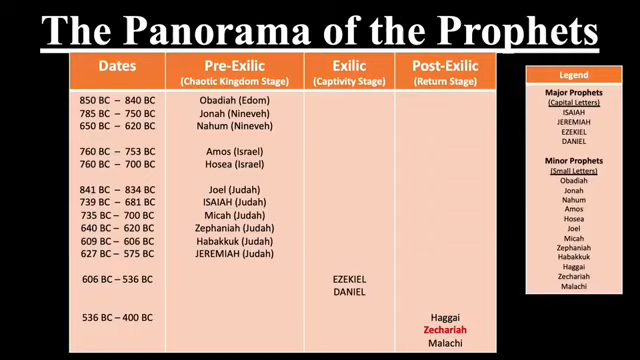 The Panorama of the Prophets
Dates Pre-Exilic Exilic Post-Exilic
(Chaotic Kingdom Stage) (Captivity Stage) (Return Stage)
850 BC – 840 BC Obadiah (Edom)
785 BC – 750 BC Jonah (Nineveh)
650 BC – 620 BC Nahum (Nineveh)
760 BC – 753 BC Amos (Israel)
760 BC – 700 BC Hosea (Israel)
841 BC – 834 BC Joel (Judah)
739 BC – 681 BC ISAIAH (Judah)
735 BC – 700 BC Micah (Judah)
640 BC – 620 BC Zephaniah (Judah)
609 BC – 606 BC Habakkuk (Judah)
627 BC – 575 BC JEREMIAH (Judah)
606 BC – 536 BC EZEKIEL
DANIEL
536 BC – 400 BC Haggai
Zechariah
Malachi
Legend
Major Prophets
(Capital Letters)
ISAIAH
JEREMIAH
EZEKIEL
DANIEL
Minor Prophets
(Small Letters)
Obadiah
Jonah
Nahum
Amos
Hosea
Joel
Micah
Zephaniah
Habakkuk
Haggai
Zechariah
Malachi